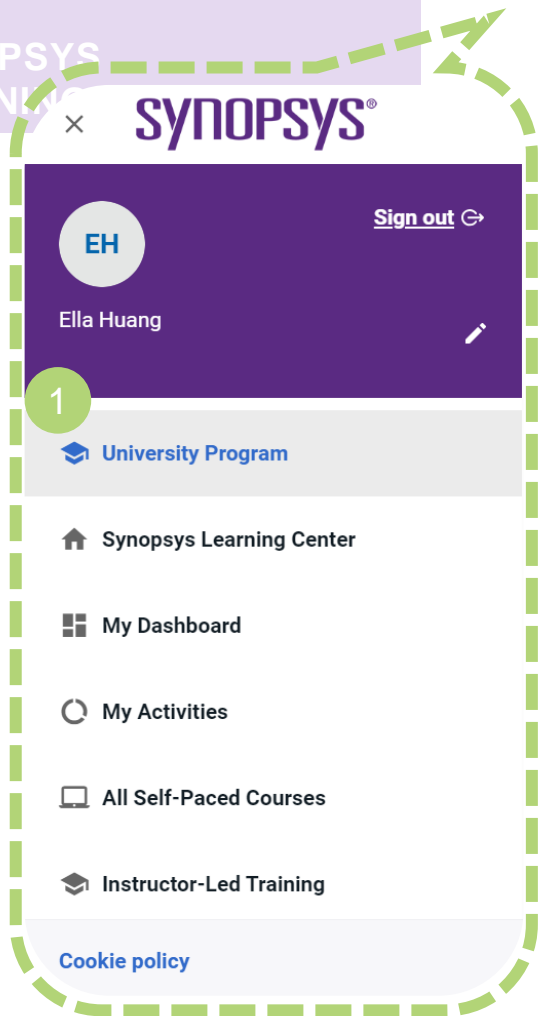 SYNOPSYS®
Sign out
EH
Ella Huang
1
University Program
Synopsys Learning Center
My Dashboard
My Activities
All Self-Paced Courses
Instructor-Led Training
Cookie policy